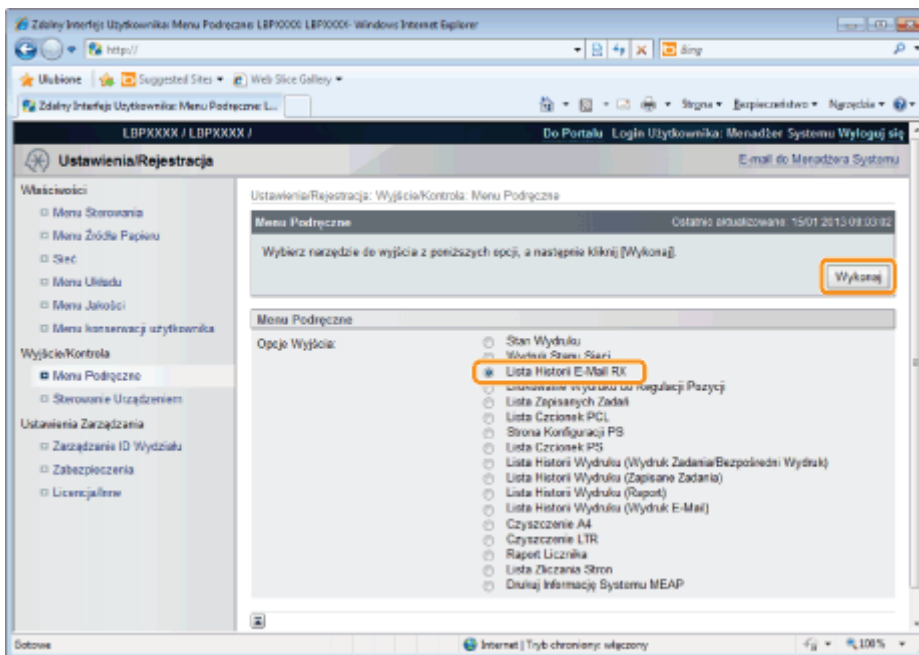 Zdalny Interfejs Użytkownika: Menu Podręczne: LBPXXXX: LBPXXXX- Windows Internet Explorer
http://
Bing
Ulubione Suggested Sites Web Slice Gallery
Zdalny Interfejs Użytkownika: Menu Podręczne: L...
Strona Bezpieczeństwo Narzędzia
LBPXXXX / LBPXXXX /
Do Portalu Login Użytkownika: Menadżer Systemu Wyloguj się
Ustawienia/Rejestracja
E-mail do Menadżera Systemu
Właściwości
Menu Sterowania
Menu Źródła Papieru
Sieć
Menu Układu
Menu Jakości
Menu konserwacji użytkownika
Wyjście/Kontrola
Menu Podręczne
Sterowanie Urządzeniem
Ustawienia Zarządzania
Zarządzanie ID Wydziału
Zabezpieczenia
Licencja/Inne
Ustawienia/Rejestracja: Wyjście/Kontrola: Menu Podręczne
Menu Podręczne
Ostatnio aktualizowano: 15/01 2013 08:03:02
Wybierz narzędzie do wyjścia z poniższych opcji, a następnie kliknij [Wykonaj].
Wykonaj
Menu Podręczne
Opcje Wyjścia:
Stan Wydruku
Wydruk Stanu Sieci
Lista Historii E-Mail RX
Drukowanie Wydruku do Regulacji Pozycji
Lista Zapisanych Zadań
Lista Czcionek PCL
Strona Konfiguracji PS
Lista Czcionek PS
Lista Historii Wydruku (Wydruk Zadania/Bezpośredni Wydruk)
Lista Historii Wydruku (Zapisane Zadania)
Lista Historii Wydruku (Raport)
Lista Historii Wydruku (Wydruk E-Mail)
Czyszczenie A4
Czyszczenie LTR
Raport Licznika
Lista Zliczania Stron
Drukuj Informację Systemu MEAP
Gotowe
Internet | Tryb chroniony: włączony
100%